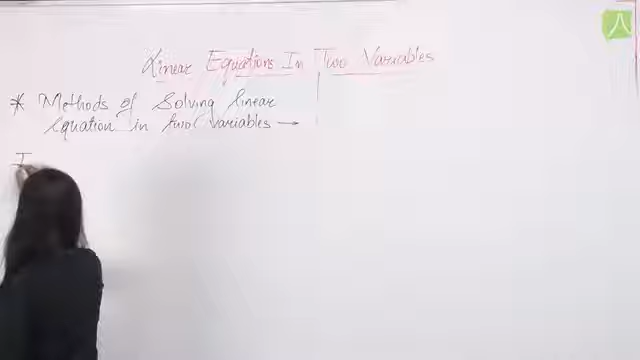 Linear Equations In Two Variables
* Methods of Solving linear
Equation in two variables →
I